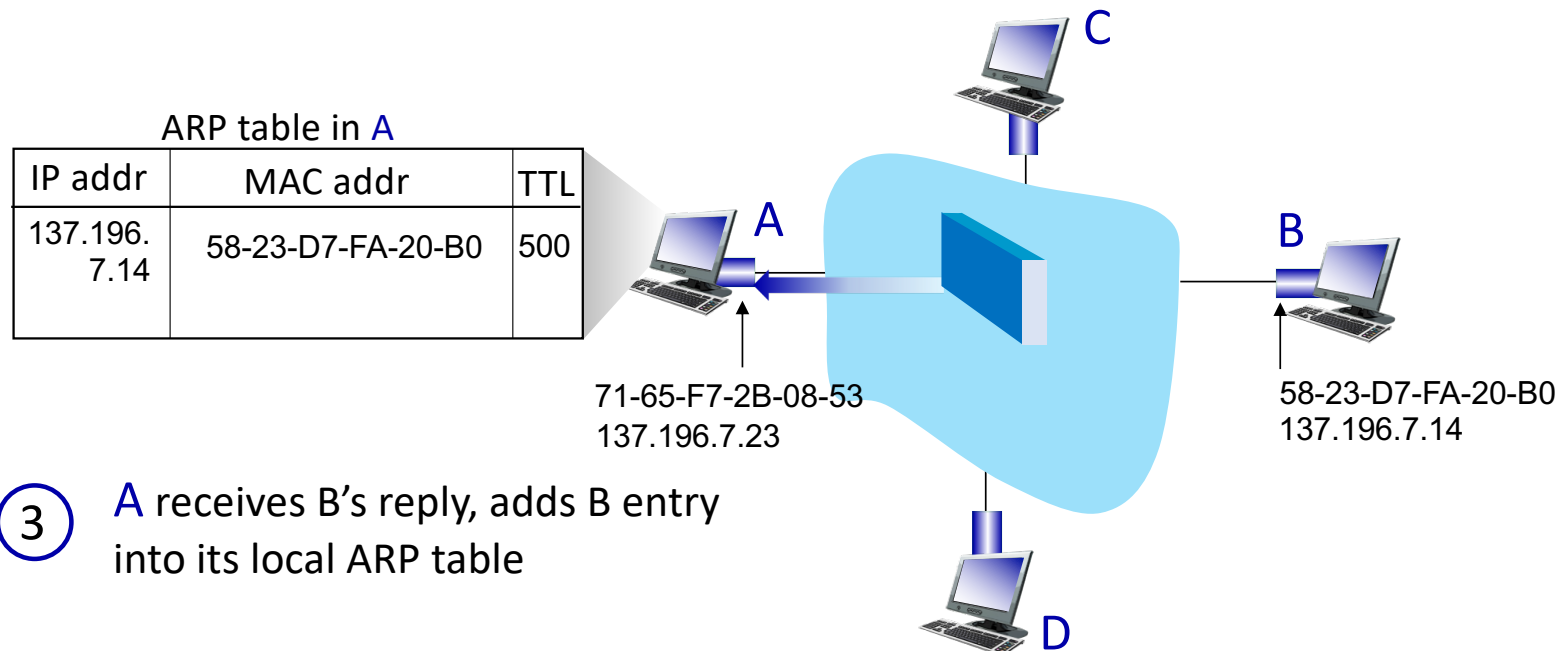 C
ARP table in A
IP addr MAC addr TTL
137.196.
7.14 58-23-D7-FA-20-B0 500
A
B
71-65-F7-2B-08-53
137.196.7.23
58-23-D7-FA-20-B0
137.196.7.14
3 A receives B’s reply, adds B entry
into its local ARP table
D